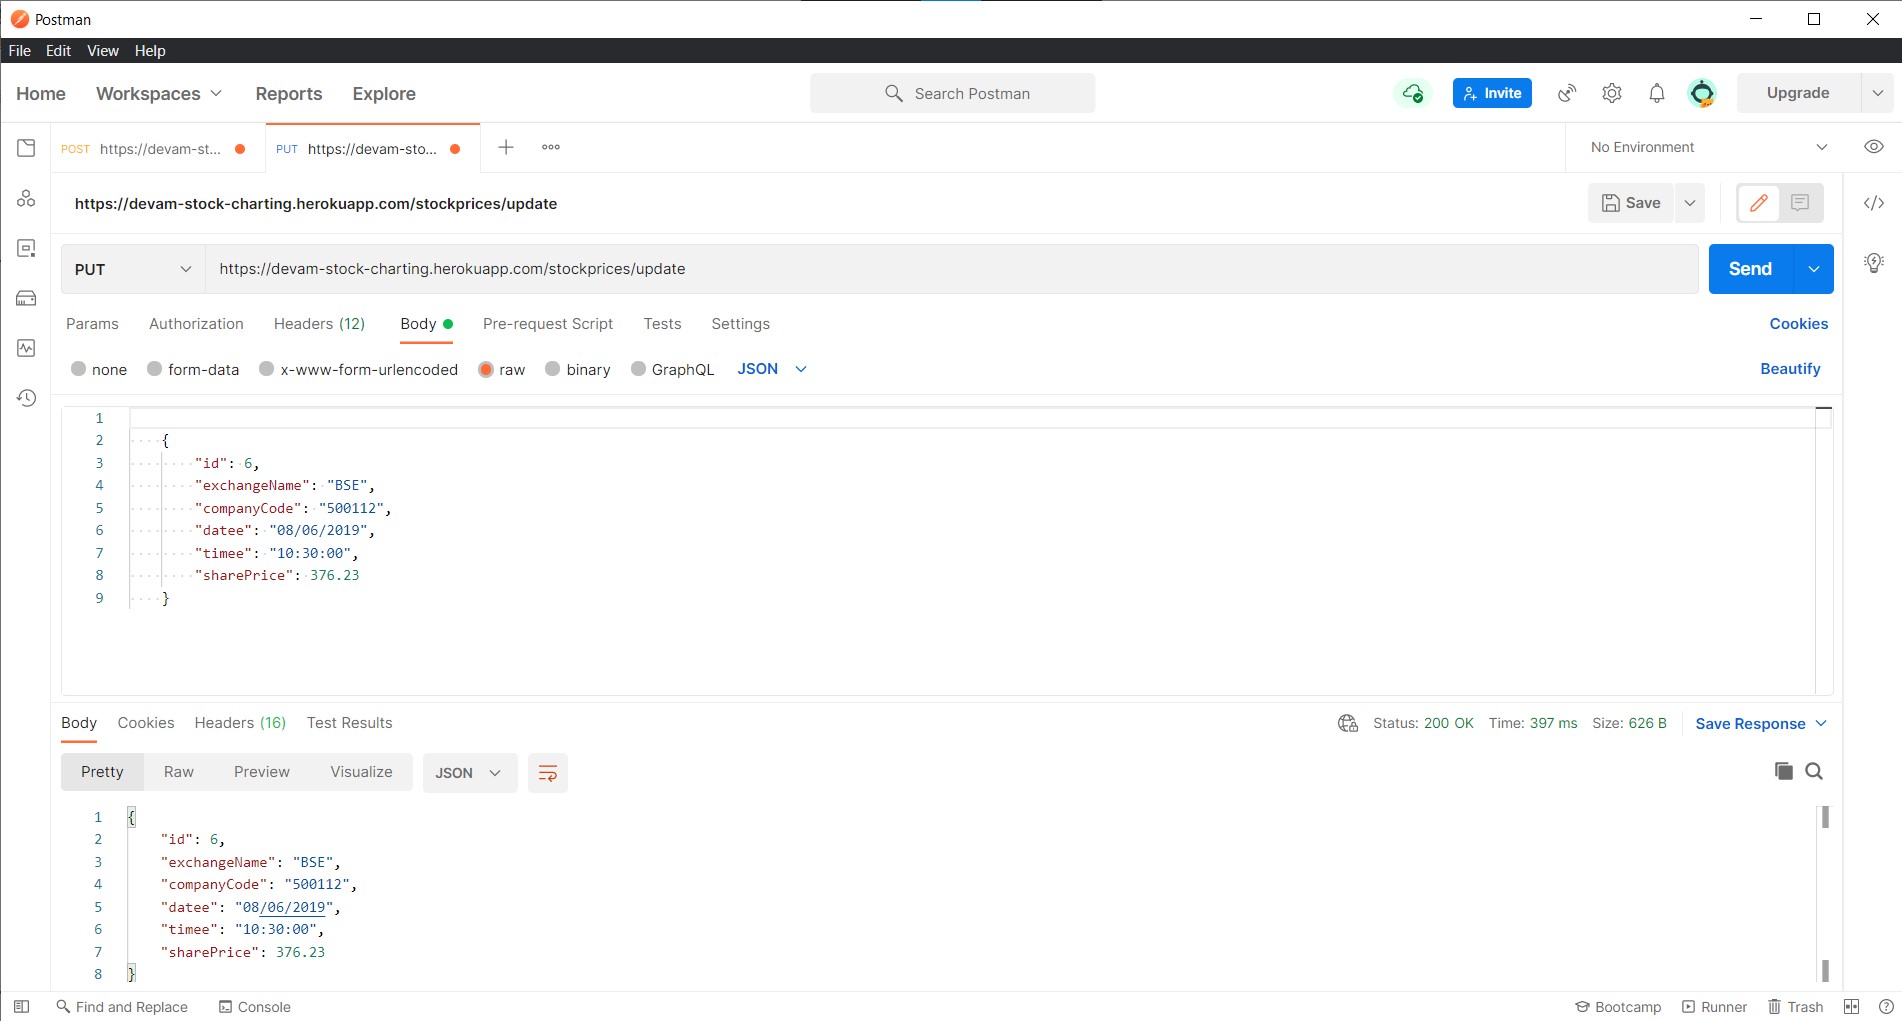 Postman
File Edit View Help
Home Workspaces Reports Explore Search Postman Invite Upgrade
POST https://devam-st... PUT https://devam-sto... No Environment
https://devam-stock-charting.herokuapp.com/stockprices/update Save
PUT https://devam-stock-charting.herokuapp.com/stockprices/update Send
Params Authorization Headers (12) Body Pre-request Script Tests Settings Cookies
none form-data x-www-form-urlencoded raw binary GraphQL JSON Beautify
1
2 {
3 "id": 6,
4 "exchangeName": "BSE",
5 "companyCode": "500112",
6 "datee": "08/06/2019",
7 "timee": "10:30:00",
8 "sharePrice": 376.23
9 }
Body Cookies Headers (16) Test Results Status: 200 OK Time: 397 ms Size: 626 B Save Response
Pretty Raw Preview Visualize JSON
1 {
2 "id": 6,
3 "exchangeName": "BSE",
4 "companyCode": "500112",
5 "datee": "08/06/2019",
6 "timee": "10:30:00",
7 "sharePrice": 376.23
8 }
Find and Replace Console Bootcamp Runner Trash